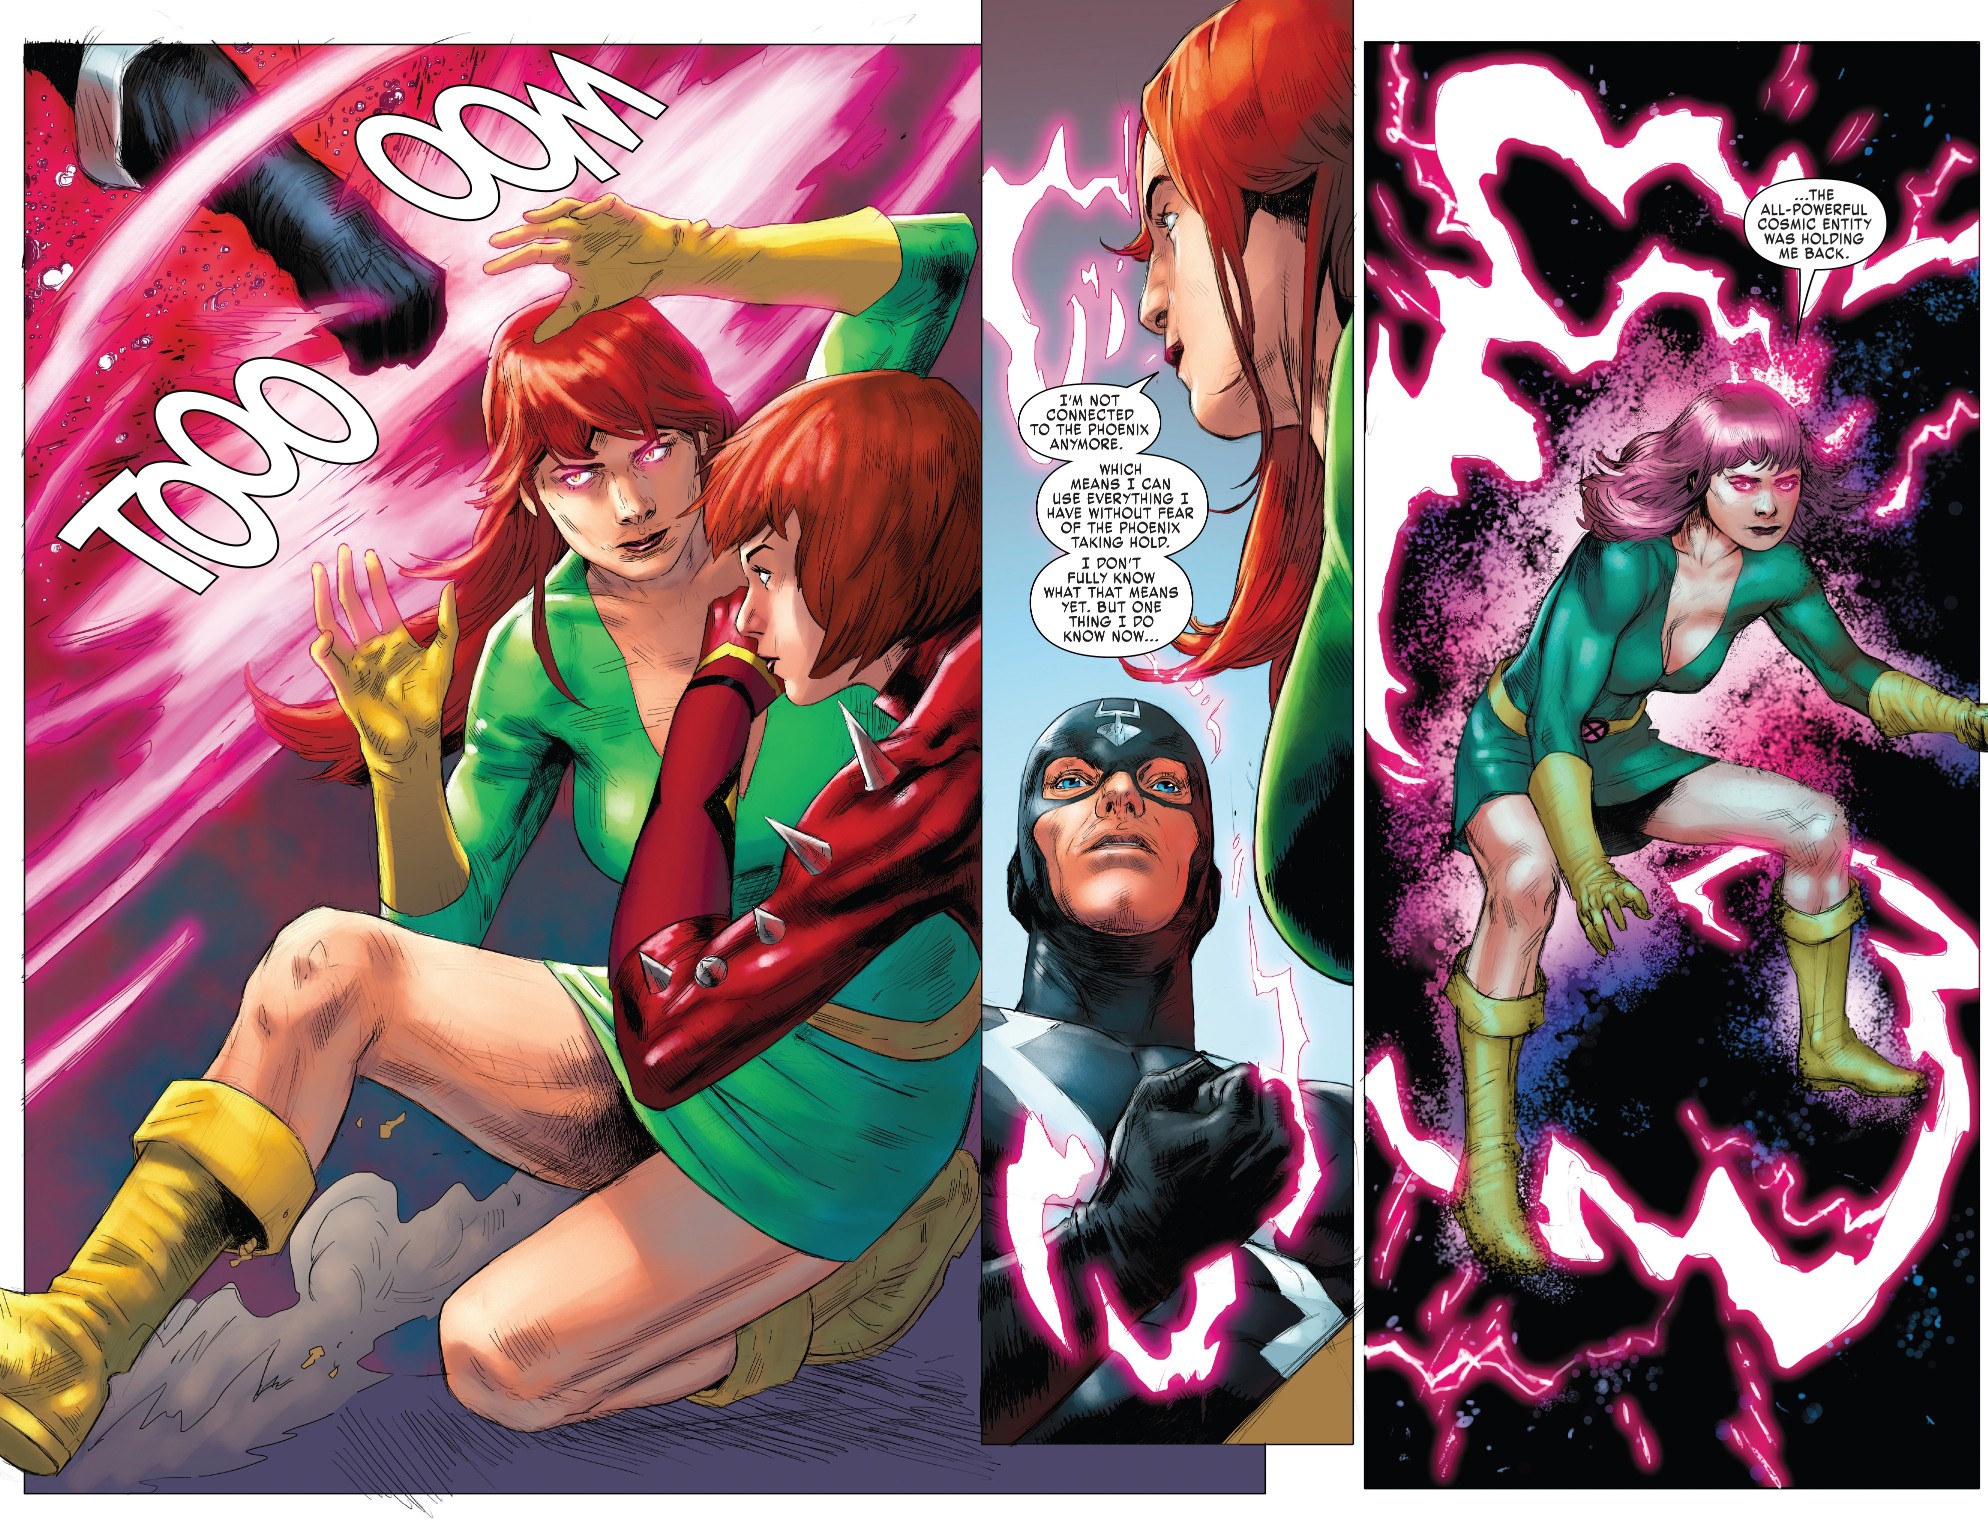 TOOO
OOM
I'M NOT
CONNECTED
TO THE PHOENIX
ANYMORE.
WHICH
MEANS I CAN
USE EVERYTHING I
HAVE WITHOUT FEAR
OF THE PHOENIX
TAKING HOLD.
I DON'T
FULLY KNOW
WHAT THAT MEANS
YET. BUT ONE
THING I DO
KNOW NOW...
...THE
ALL-POWERFUL
COSMIC ENTITY
WAS HOLDING
ME BACK.